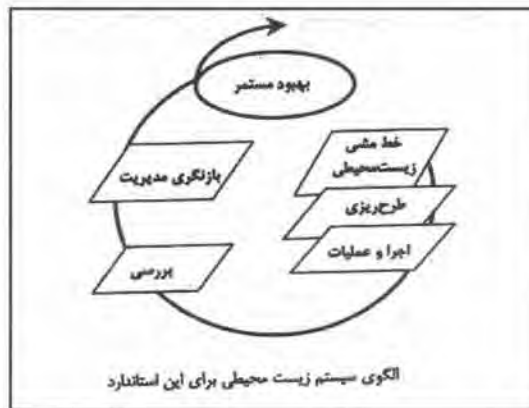 بهبود مستمر
خط مشی
زیست‌محیطی
طرح‌ریزی
اجرا و عملیات
بررسی
بازنگری مدیریت
الگوی سیستم زیست محیطی برای این استاندارد